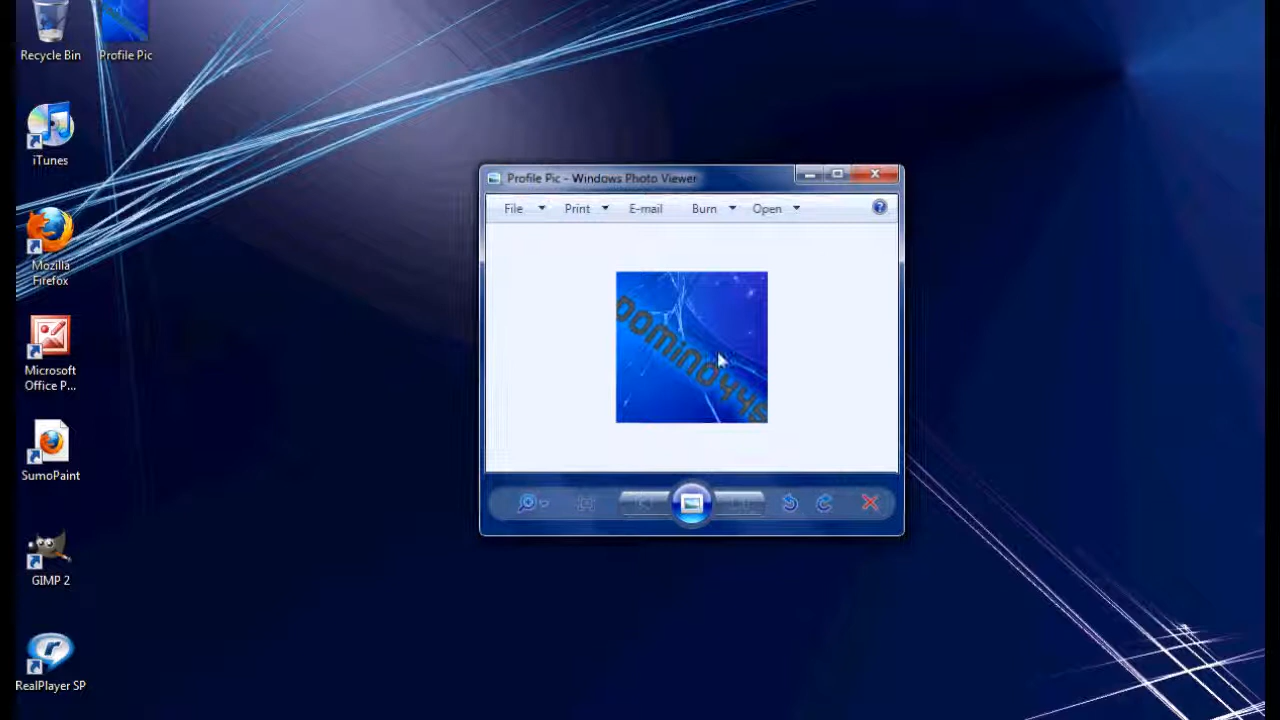 Recycle Bin
Profile Pic
iTunes
Mozilla
Firefox
Microsoft
Office P...
SumoPaint
GIMP 2
RealPlayer SP
Profile Pic - Windows Photo Viewer
File Print E-mail Burn Open